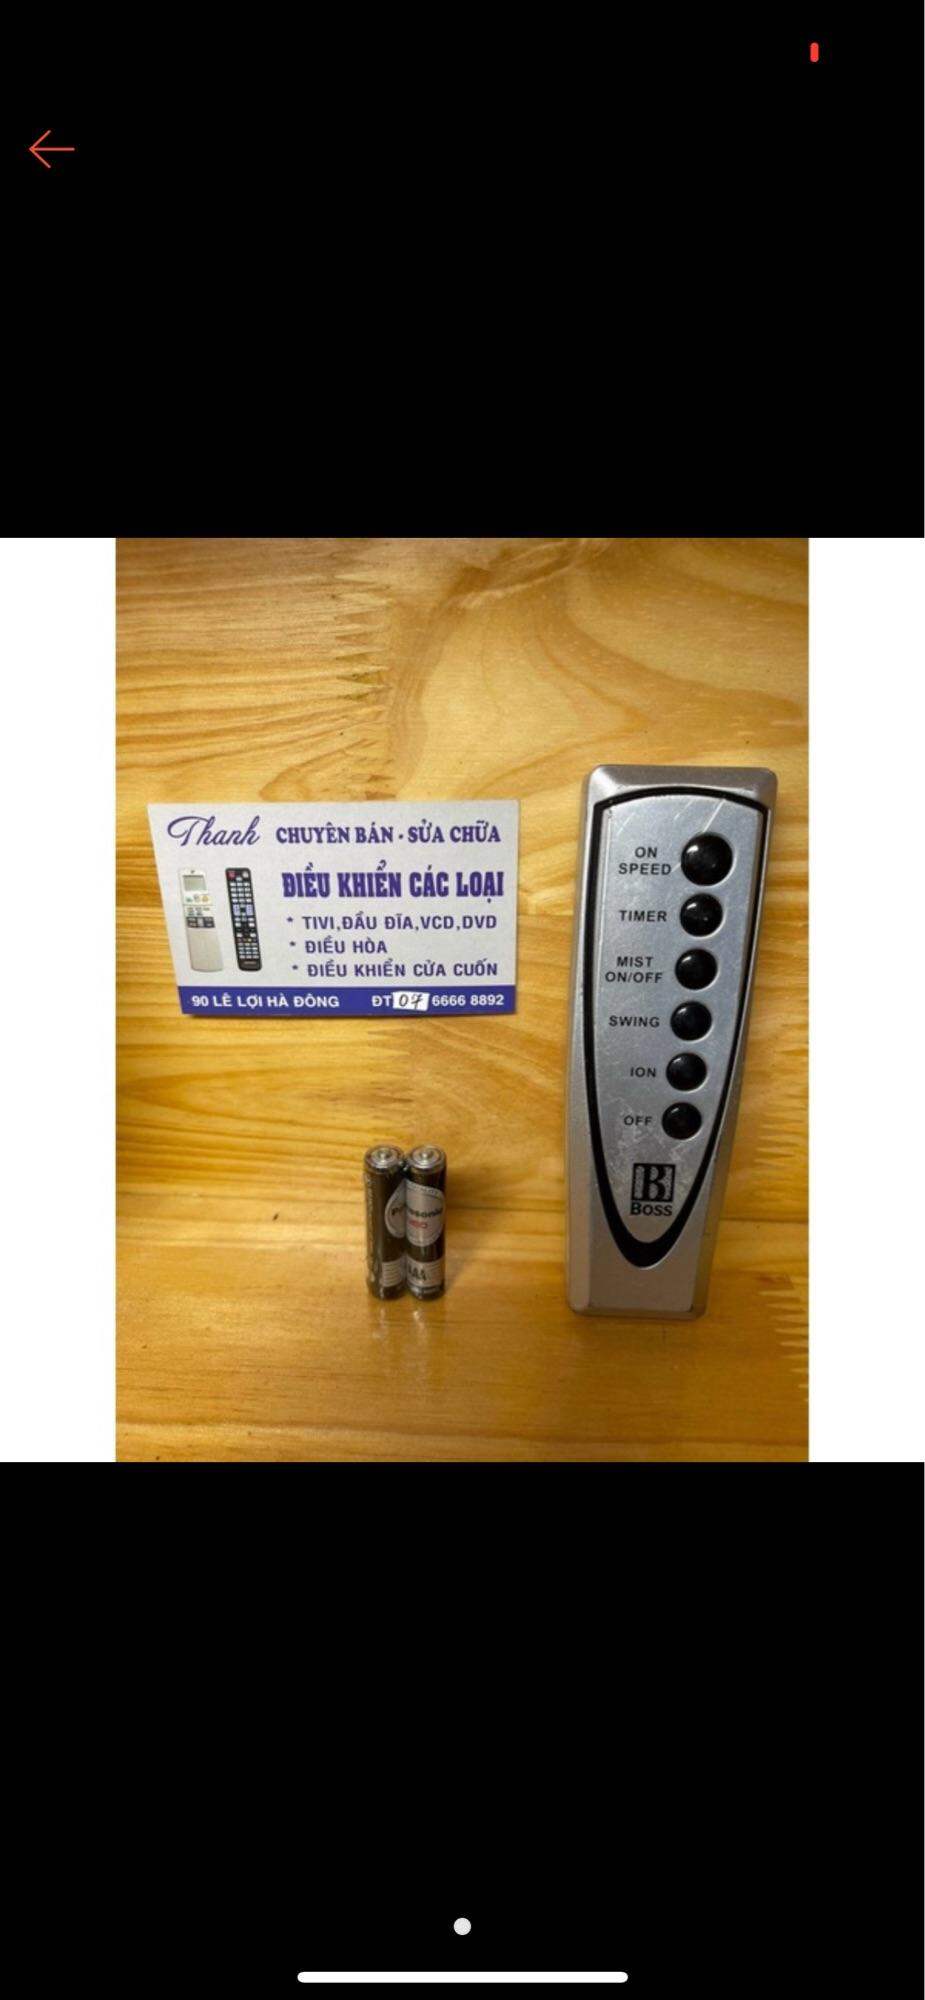 Thanh CHUYÊN BÁN - SỬA CHỮA
ĐIỀU KHIỂN CÁC LOẠI
* TIVI,ĐẦU ĐĨA,VCD,DVD
* ĐIỀU HÒA
* ĐIỀU KHIỂN CỬA CUỐN
90 LÊ LỢI HÀ ĐÔNG ĐT 07 6666 8892
ON
SPEED
TIMER
MIST
ON/OFF
SWING
ION
OFF
B
BOSS
Panasonic
AAA